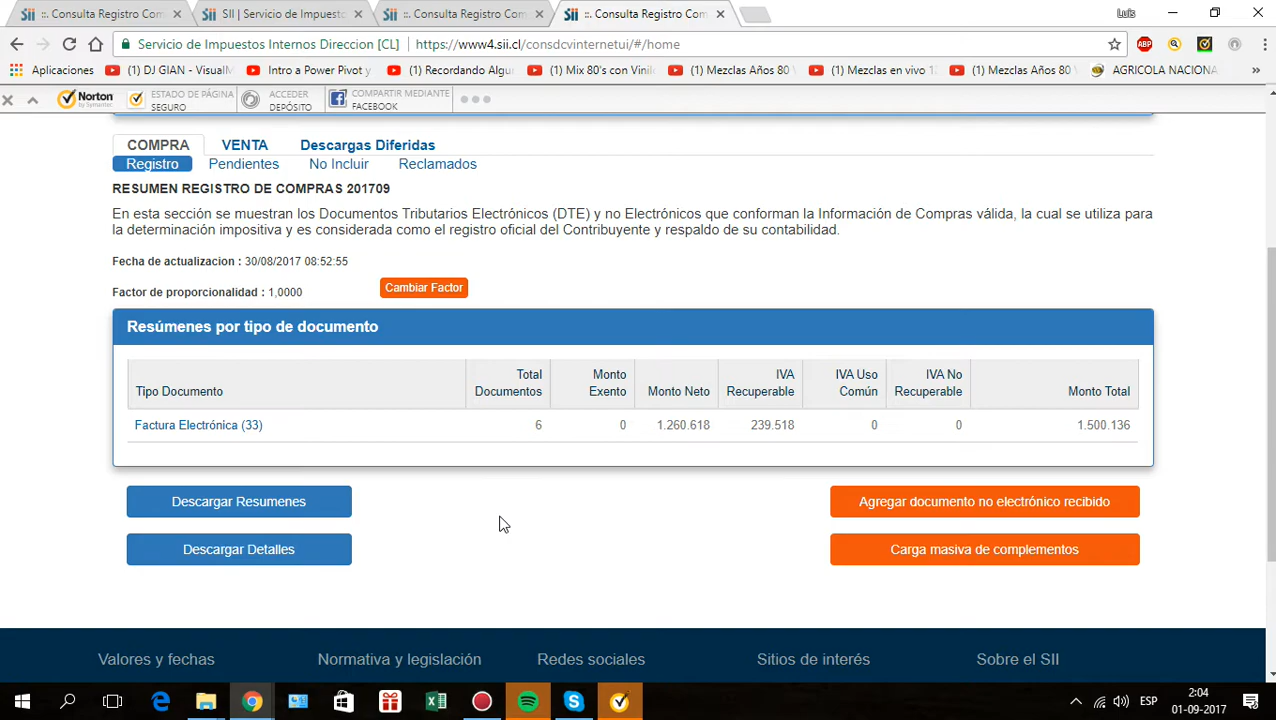 :. Consulta Registro Com
SII | Servicio de Impuesto
:. Consulta Registro Com
:. Consulta Registro Com
Luis
Servicio de Impuestos Internos Direccion [CL]
https://www4.sii.cl/consdcvinternetui/#/home
ABP
Aplicaciones
(1) DJ GIAN - VisualM
Intro a Power Pivot y
(1) Recordando Algu
(1) Mix 80's con Vinil
(1) Mezclas Años 80
(1) Mezclas en vivo 1
(1) Mezclas Años 80
AGRICOLA NACIONA
»
Norton
by Symantec
ESTADO DE PÁGINA
SEGURO
ACCEDER
DEPÓSITO
COMPARTIR MEDIANTE
FACEBOOK
COMPRA
VENTA
Descargas Diferidas
Registro
Pendientes
No Incluir
Reclamados
RESUMEN REGISTRO DE COMPRAS 201709
En esta sección se muestran los Documentos Tributarios Electrónicos (DTE) y no Electrónicos que conforman la Información de Compras válida, la cual se utiliza para
la determinación impositiva y es considerada como el registro oficial del Contribuyente y respaldo de su contabilidad.
Fecha de actualizacion : 30/08/2017 08:52:55
Factor de proporcionalidad : 1,0000
Cambiar Factor
Resúmenes por tipo de documento
Tipo Documento
Total
Documentos
Monto
Exento
Monto Neto
IVA
Recuperable
IVA Uso
Común
IVA No
Recuperable
Monto Total
Factura Electrónica (33) 6 0 1.260.618 239.518 0 0 1.500.136
Descargar Resumenes
Agregar documento no electrónico recibido
Descargar Detalles
Carga masiva de complementos
Valores y fechas
Normativa y legislación
Redes sociales
Sitios de interés
Sobre el SII
ESP
2:04
01-09-2017